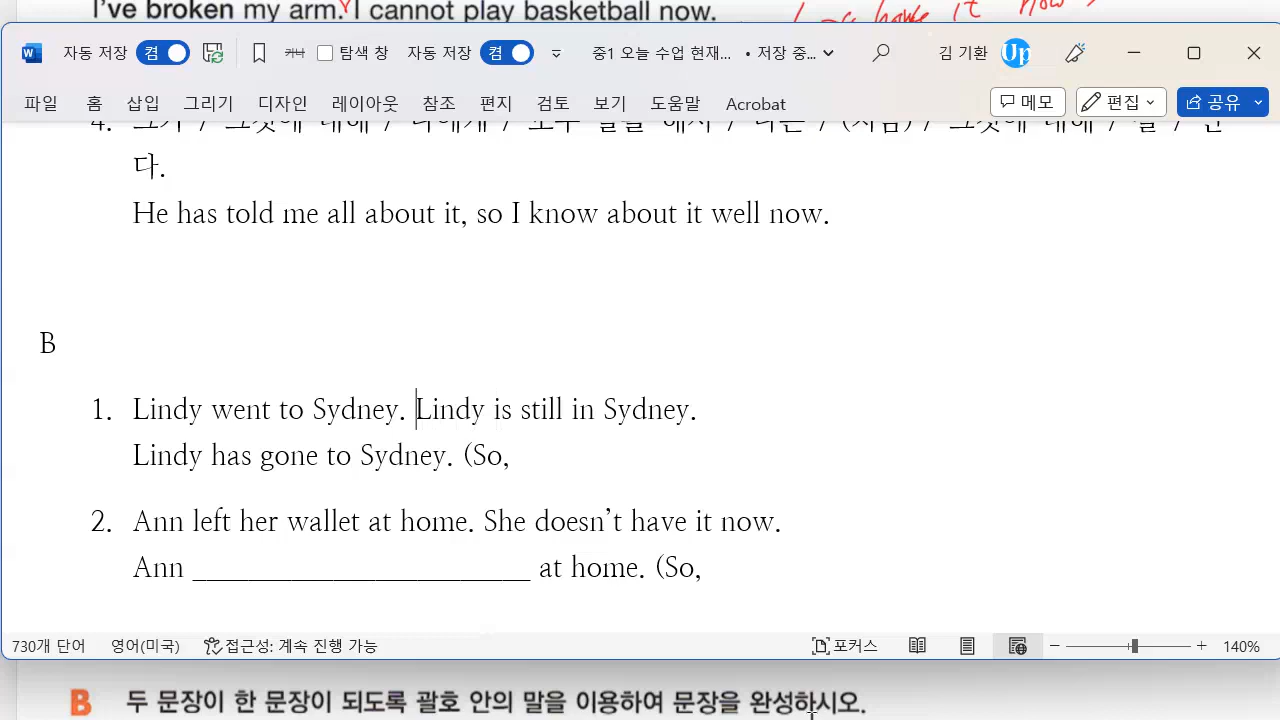 I've broken my arm. I cannot play basketball now.
자동 저장 켬 가나 탐색 창 자동 저장 켬 중1 오늘 수업 현재... • 저장 중... 김 기환 Up
파일 홈 삽입 그리기 디자인 레이아웃 참조 편지 검토 보기 도움말 Acrobat 메모 편집 공유
다.
He has told me all about it, so I know about it well now.
B
1. Lindy went to Sydney. Lindy is still in Sydney.
Lindy has gone to Sydney. (So,
2. Ann left her wallet at home. She doesn't have it now.
Ann ________________________ at home. (So,
730개 단어 영어(미국) 접근성: 계속 진행 가능 포커스 140%
B 두 문장이 한 문장이 되도록 괄호 안의 말을 이용하여 문장을 완성하시오.